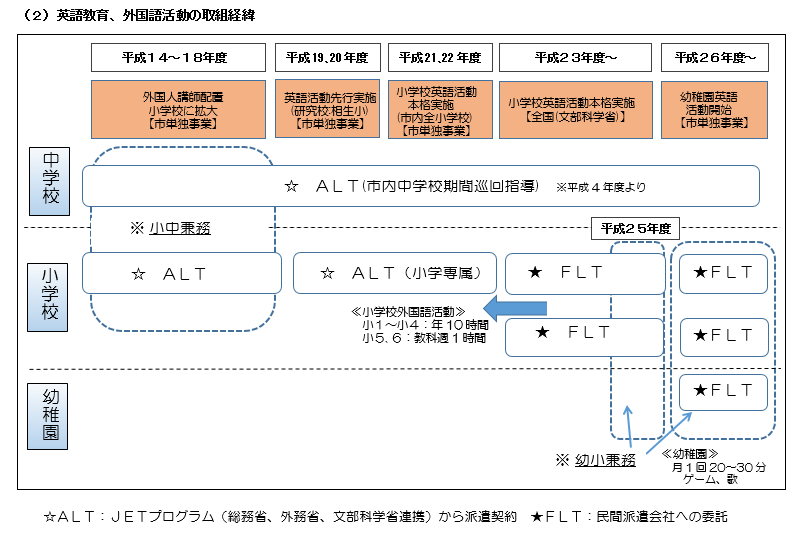 （２）英語教育、外国語活動の取組経緯
平成１４～１８年度
平成19、20年度
平成21、22 年度
平成２３年度～
平成２６年度～
外国人講師配置
小学校に拡大
【市単独事業】
英語活動先行実施
(研究校:相生小)
【市単独事業】
小学校英語活動
本格実施
(市内全小学校)
【市単独事業】
小学校英語活動本格実施
【全国(文部科学省)】
幼稚園英語
活動開始
【市単独事業】
中学校
☆　ＡＬＴ(市内中学校期間巡回指導)　※平成４年度より
※ 小中兼務
平成２５年度
小学校
☆　ＡＬＴ
☆　ＡＬＴ（小学専属）
★　ＦＬＴ
★ＦＬＴ
≪小学校外国語活動≫
小１～小４：年１０時間
小５、６：教科週１時間
★　ＦＬＴ
★ＦＬＴ
幼稚園
★ＦＬＴ
※ 幼小兼務
≪幼稚園≫
月１回２０～３０分
ゲーム、歌
☆ＡＬＴ：ＪＥＴプログラム（総務省、外務省、文部科学省連携）から派遣契約　★ＦＬＴ：民間派遣会社への委託